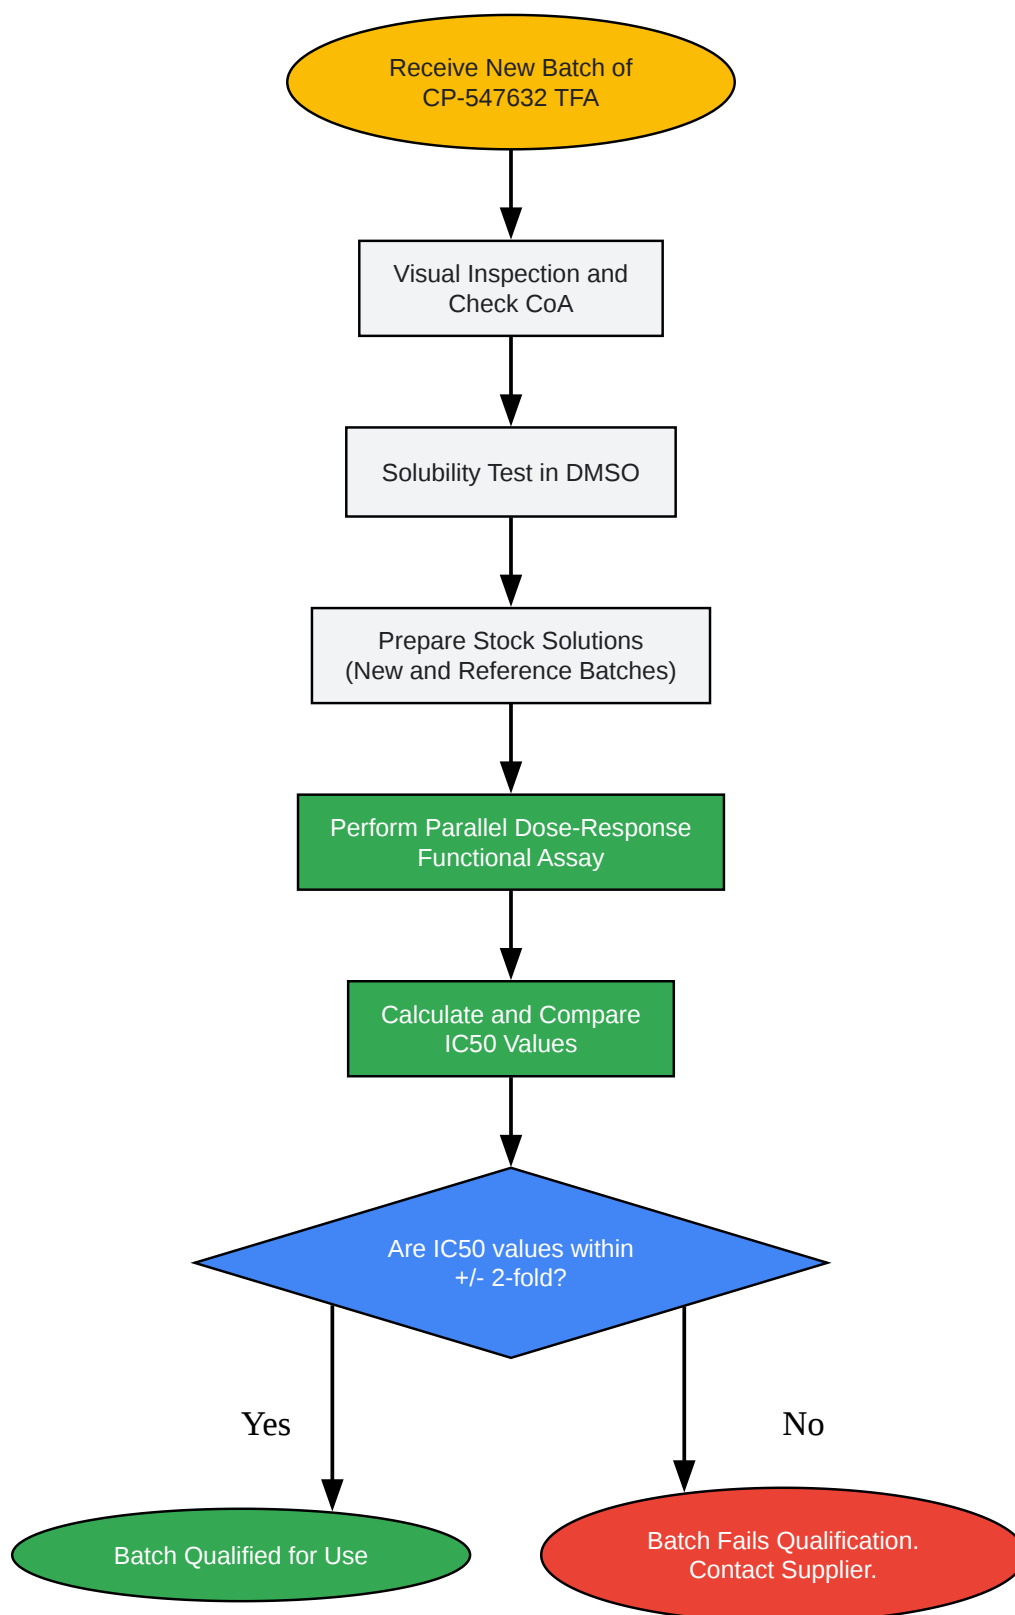 Receive New Batch of
CP-547632 TFA
Visual Inspection and
Check CoA
Solubility Test in DMSO
Prepare Stock Solutions
(New and Reference Batches)
Perform Parallel Dose-Response
Functional Assay
Calculate and Compare
IC50 Values
Are IC50 values within
+/- 2-fold?
Yes
No
Batch Qualified for Use
Batch Fails Qualification.
Contact Supplier.